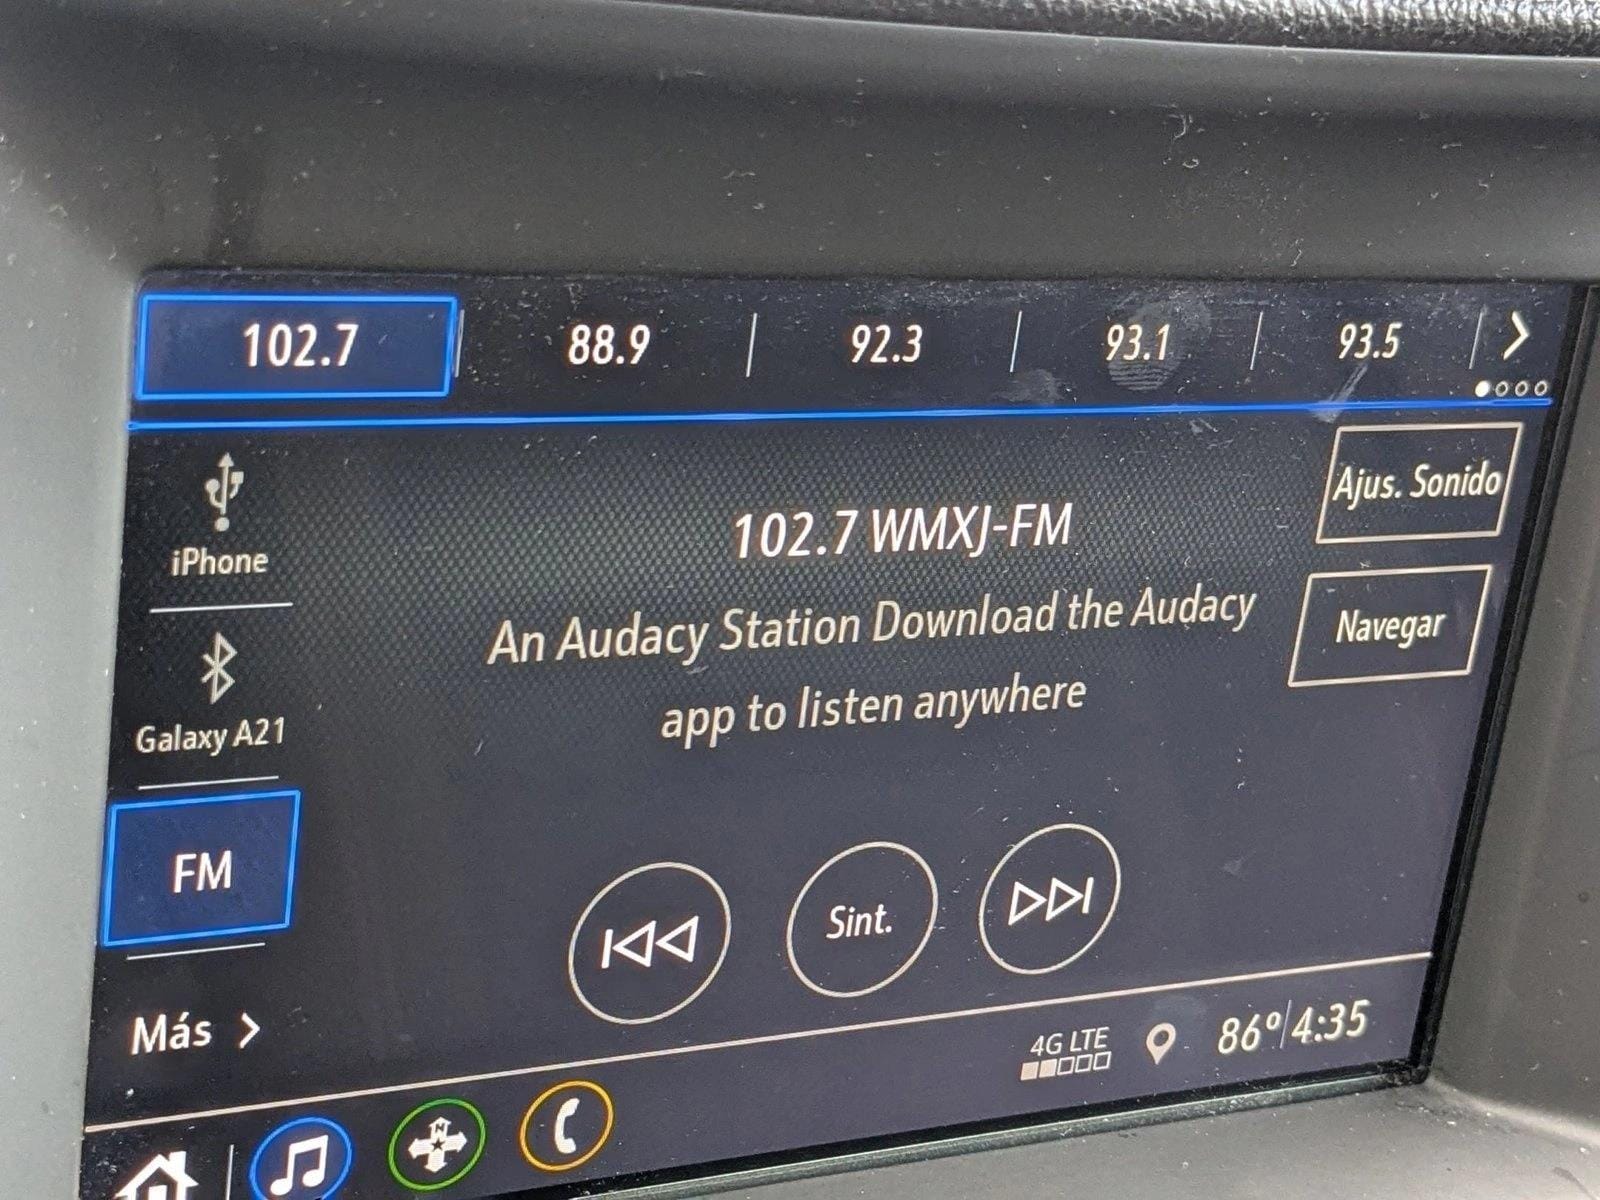 102.7
88.9
92.3
93.1
93.5
Ajus. Sonido
iPhone
102.7 WMXJ-FM
An Audacy Station Download the Audacy
app to listen anywhere
Navegar
Galaxy A21
FM
Sint.
Más
4G LTE
86° 4:35
N